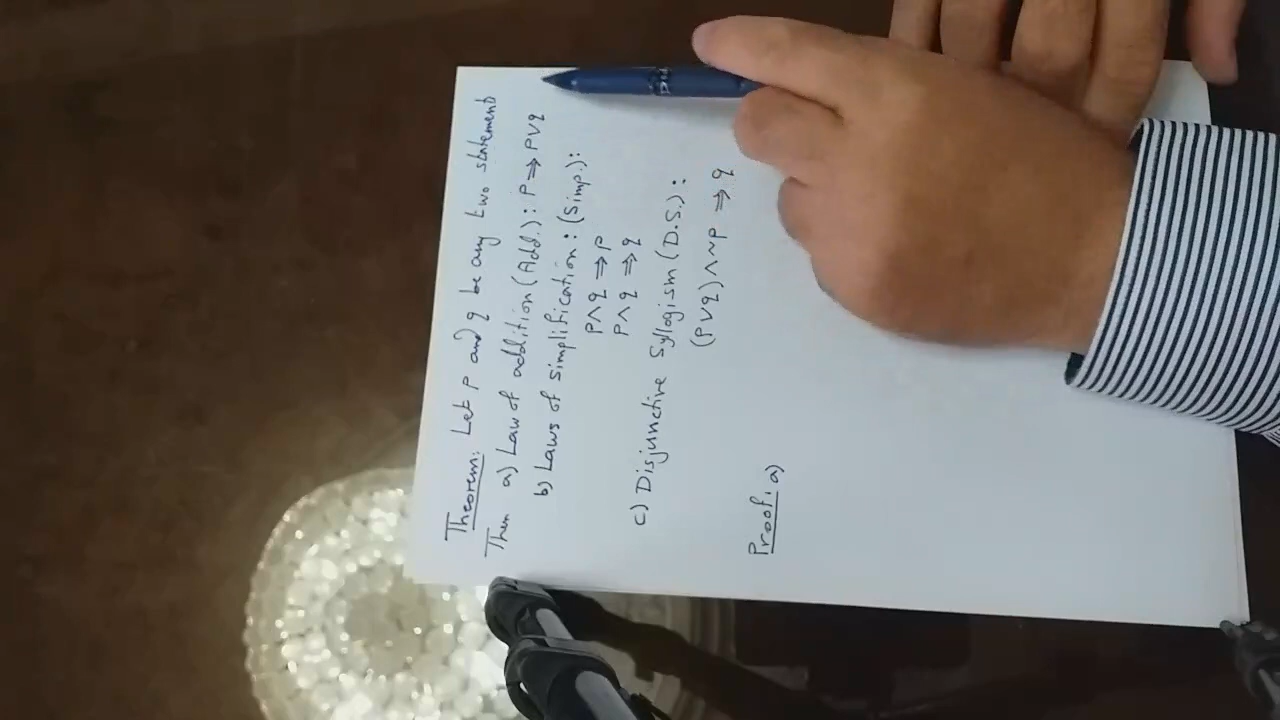 Theorem: Let P and q be any two statements
Then a) Law of addition (Add.): P ⇒ P∨q
b) Laws of simplification: (Simp.):
P∧q ⇒ P
P∧q ⇒ q
c) Disjunctive Syllogism (D.S.):
(P∨q)∧~P ⇒ q
Proof: a)